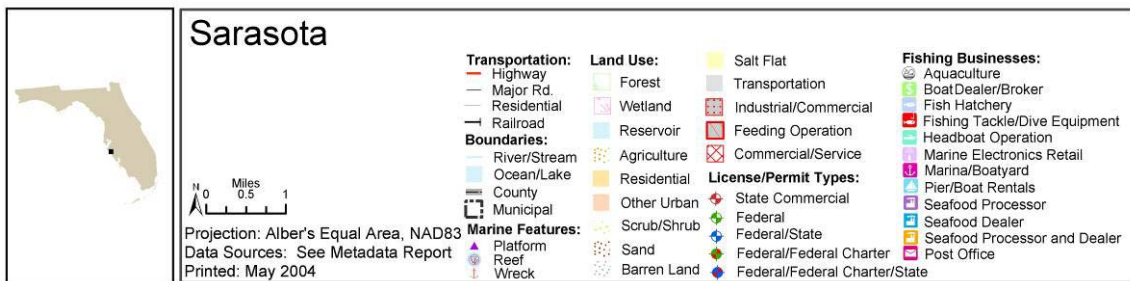 Sarasota
N
Miles
0 0.5 1
Projection: Alber's Equal Area, NAD83
Data Sources: See Metadata Report
Printed: May 2004
Transportation:
Highway
Major Rd.
Residential
Railroad
Boundaries:
River/Stream
Ocean/Lake
County
Municipal
Marine Features:
Platform
Reef
Wreck
Land Use:
Forest
Wetland
Reservoir
Agriculture
Residential
Other Urban
Scrub/Shrub
Sand
Barren Land
Salt Flat
Transportation
Industrial/Commercial
Feeding Operation
Commercial/Service
License/Permit Types:
State Commercial
Federal
Federal/State
Federal/Federal Charter
Federal/Federal Charter/State
Fishing Businesses:
Aquaculture
BoatDealer/Broker
Fish Hatchery
Fishing Tackle/Dive Equipment
Headboat Operation
Marine Electronics Retail
Marina/Boatyard
Pier/Boat Rentals
Seafood Processor
Seafood Dealer
Seafood Processor and Dealer
Post Office